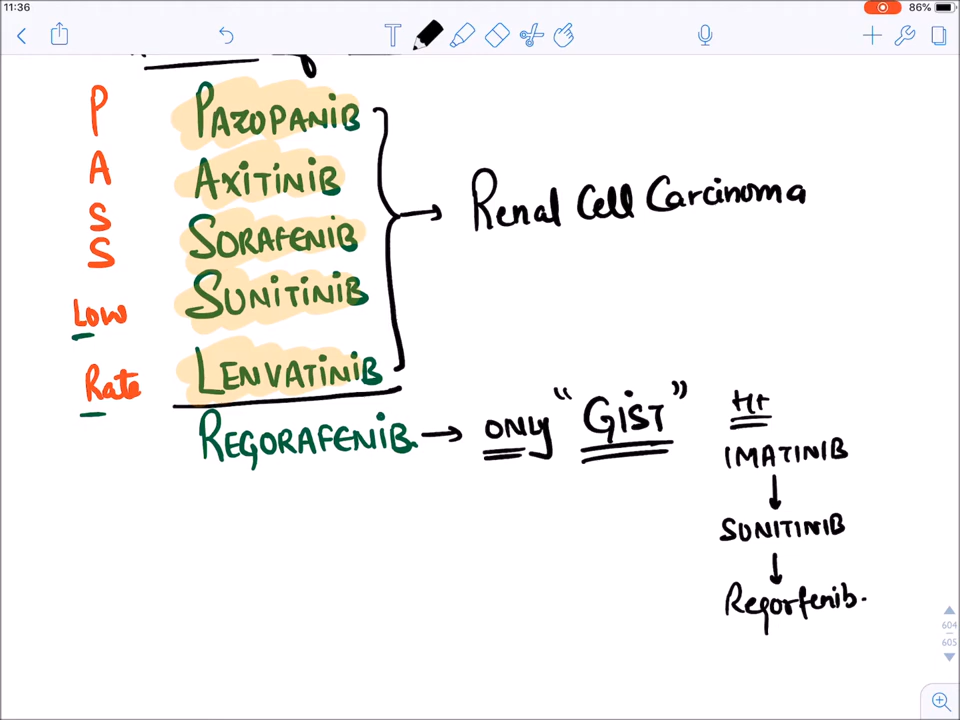 11:36
86%
T
P PAZOPANIB
A AXITINIB
Renal Cell Carcinoma
S SORAFENIB
S SUNITINIB
Low
Rate LENVATINIB
REGORAFENIB. → ONLY "GIST"
IMATINIB
↓
SUNITINIB
↓
Regorfenib.
604
605